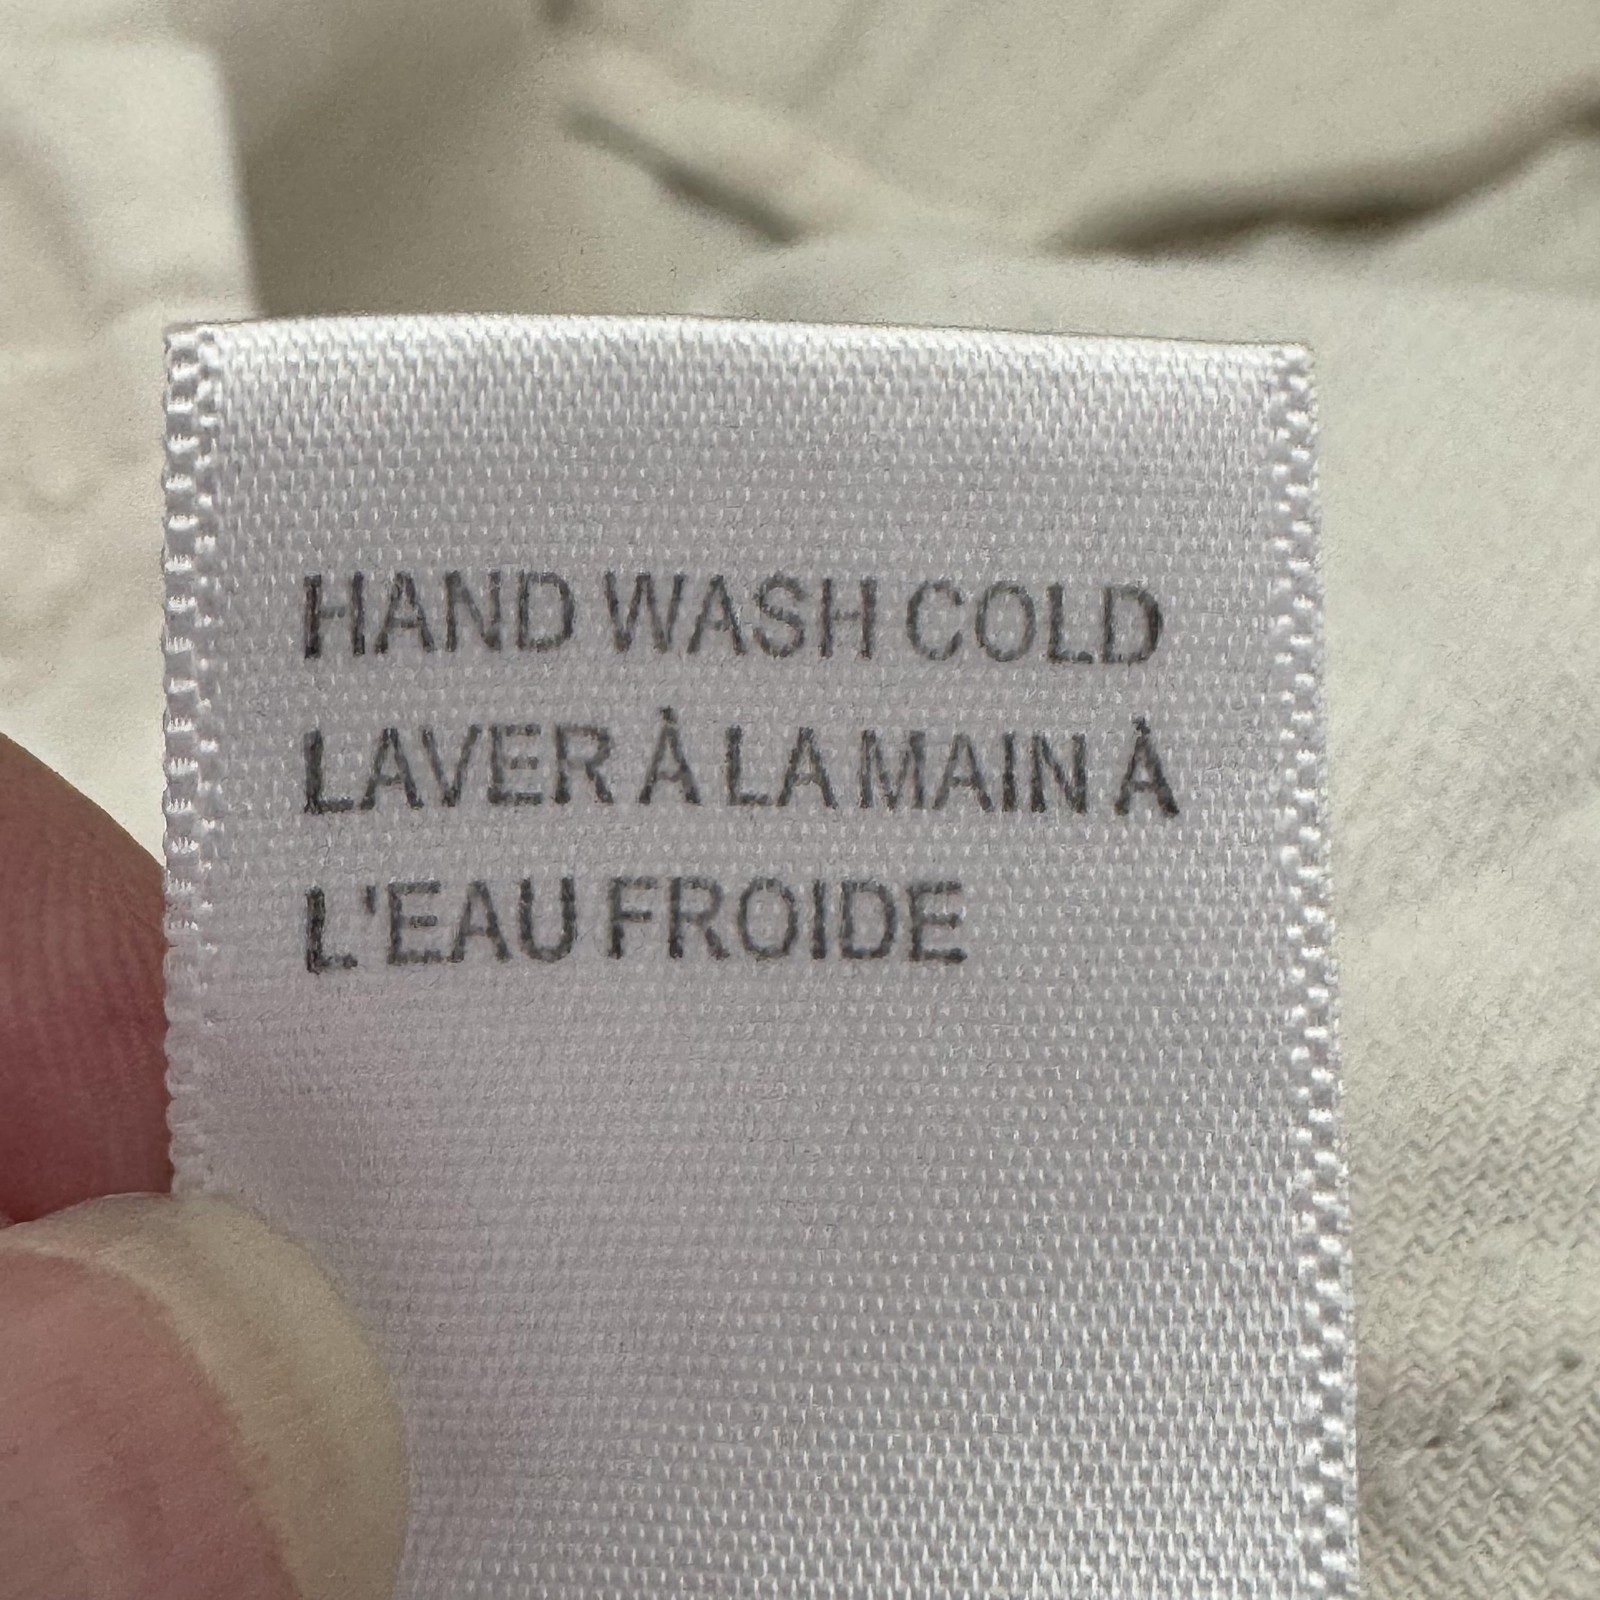 HAND WASH COLD
LAVER À LA MAIN À
L'EAU FROIDE